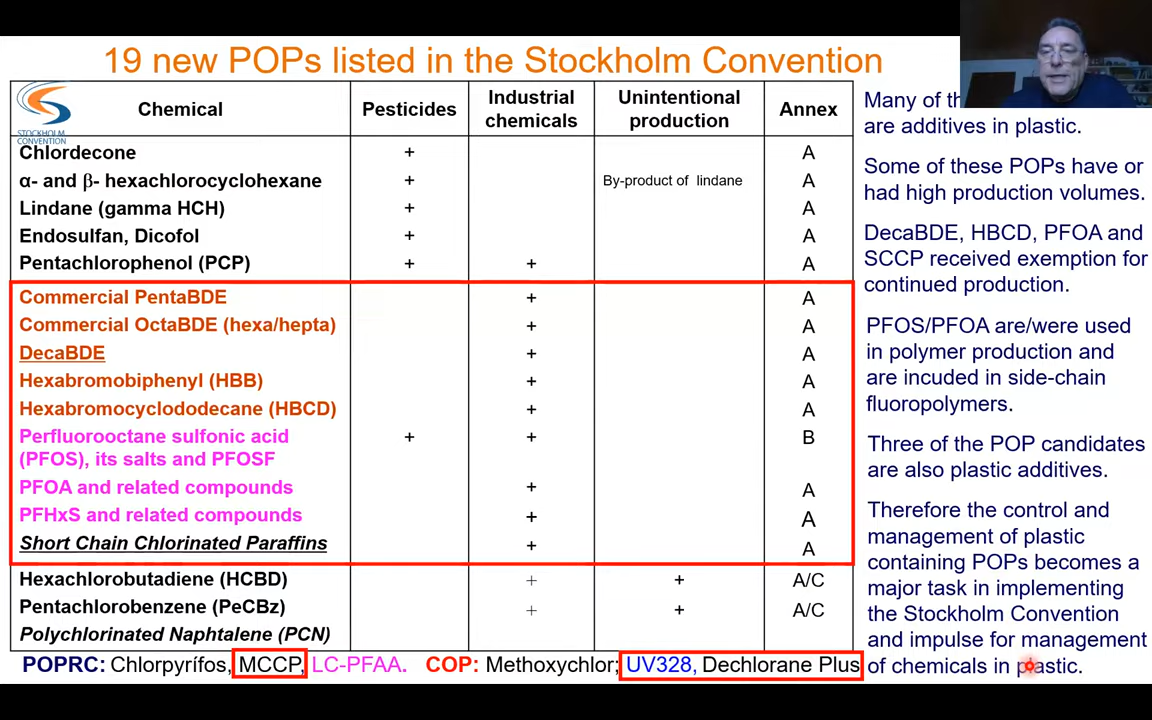 19 new POPs listed in the Stockholm Convention
STOCKHOLM
CONVENTION
Chemical Pesticides Industrial chemicals Unintentional production Annex
Chlordecone + A
α- and β- hexachlorocyclohexane + By-product of lindane A
Lindane (gamma HCH) + A
Endosulfan, Dicofol + A
Pentachlorophenol (PCP) + + A
Commercial PentaBDE + A
Commercial OctaBDE (hexa/hepta) + A
DecaBDE + A
Hexabromobiphenyl (HBB) + A
Hexabromocyclododecane (HBCD) + A
Perfluorooctane sulfonic acid + + B
(PFOS), its salts and PFOSF
PFOA and related compounds + A
PFHxS and related compounds + A
Short Chain Chlorinated Paraffins + A
Hexachlorobutadiene (HCBD) + + A/C
Pentachlorobenzene (PeCBz) + + A/C
Polychlorinated Naphtalene (PCN)
POPRC: Chlorpyrífos, MCCP, LC-PFAA. COP: Methoxychlor; UV328, Dechlorane Plus
Many of
are additives in plastic.
Some of these POPs have or
had high production volumes.
DecaBDE, HBCD, PFOA and
SCCP received exemption for
continued production.
PFOS/PFOA are/were used
in polymer production and
are incuded in side-chain
fluoropolymers.
Three of the POP candidates
are also plastic additives.
Therefore the control and
management of plastic
containing POPs becomes a
major task in implementing
the Stockholm Convention
and impulse for management
of chemicals in plastic.